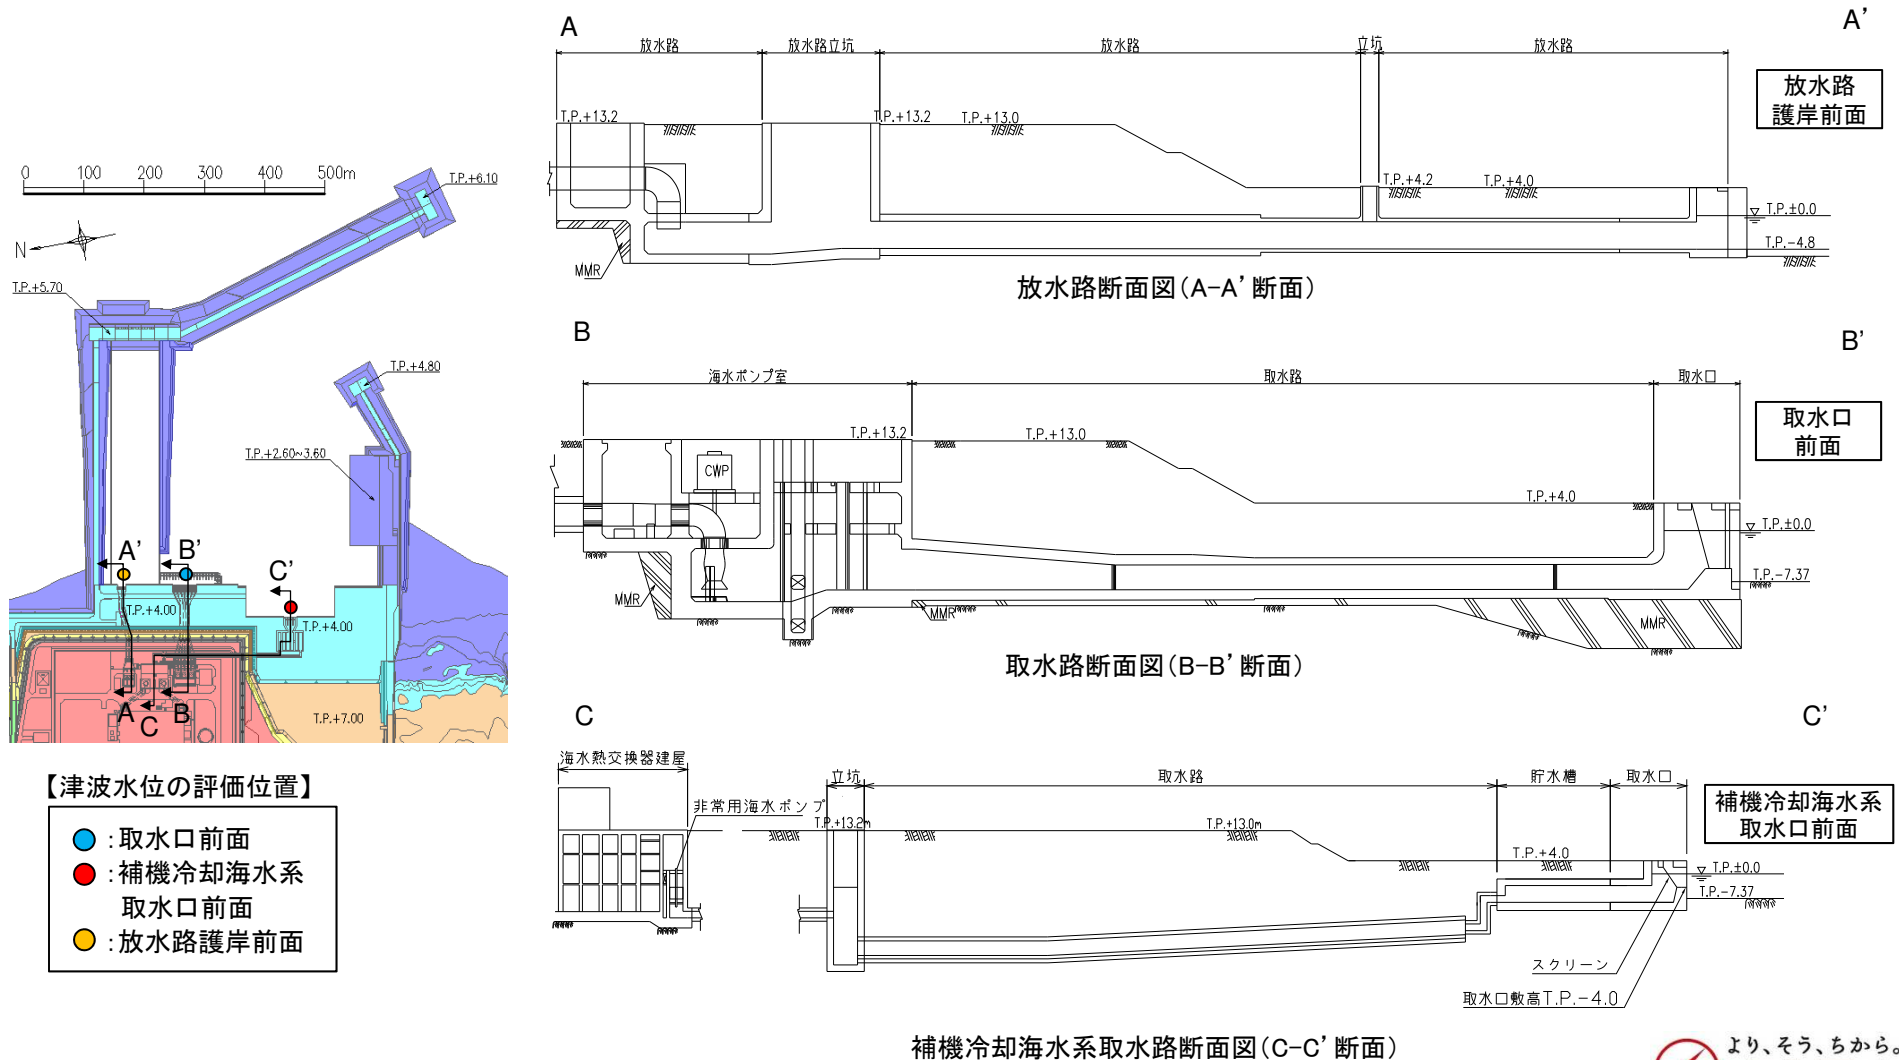 0 100 200 300 400 500m
N
T.P.+6.10
T.P.+5.70
T.P.+4.80
T.P.+2.60~3.60
A' B' C'
T.P.+4.00
T.P.+4.00
A C B
T.P.+7.00
【津波水位の評価位置】
：取水口前面
：補機冷却海水系
取水口前面
：放水路護岸前面
A A'
放水路 放水路立坑 放水路 立坑 放水路
放水路
護岸前面
T.P.+13.2 T.P.+13.2 T.P.+13.0
T.P.+4.2 T.P.+4.0
T.P.±0.0
T.P.-4.8
MMR
放水路断面図(A-A'断面)
B B'
海水ポンプ室 取水路 取水口
取水口
前面
T.P.+13.2 T.P.+13.0
CWP
T.P.+4.0
T.P.±0.0
T.P.-7.37
MMR MMR MMR
取水路断面図(B-B'断面)
C C'
海水熱交換器建屋 立坑 取水路 貯水槽 取水口
補機冷却海水系
取水口前面
非常用海水ポンプ
T.P.+13.2m T.P.+13.0m
T.P.+4.0
T.P.±0.0
T.P.-7.37
スクリーン
取水口敷高T.P.-4.0
補機冷却海水系取水路断面図(C-C'断面)
より、そう、ちから。